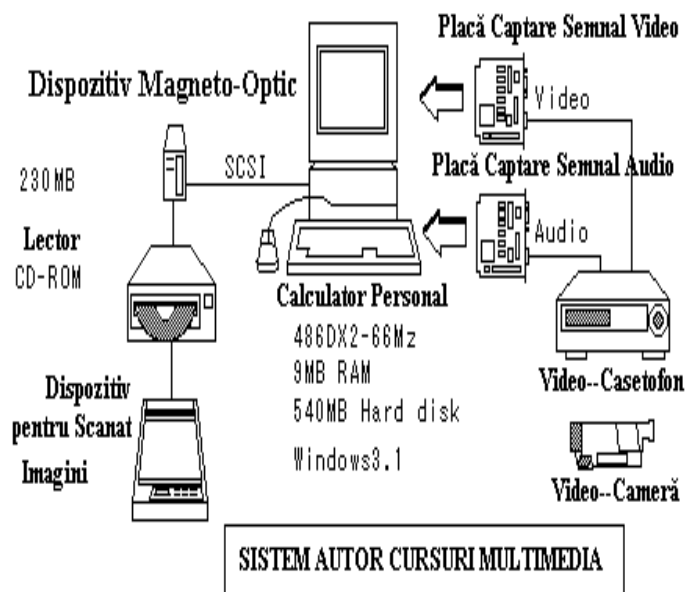 Placă Captare Semnal Video
Dispozitiv Magneto-Optic
Video
Placă Captare Semnal Audio
SCSI
230MB
Audio
Lector
CD-ROM
Calculator Personal
486DX2-66Mz
9MB RAM
540MB Hard disk
Windows3.1
Video--Casetofon
Dispozitiv
pentru Scanat
Imagini
Video--Cameră
SISTEM AUTOR CURSURI MULTIMEDIA